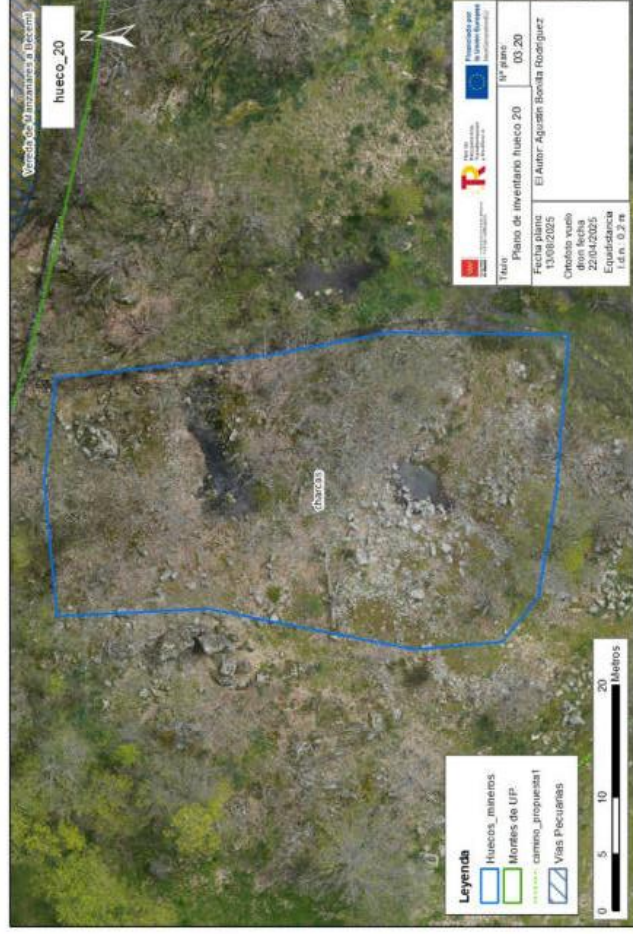 Vereda de Manzanares a Becerril
hueco_20
N
charcas
Leyenda
Huecos_mineros
Montes de U.P.
camino_propuesta1
Vías Pecuarias
0 5 10 20
Metros
Financiado por
la Unión Europea
Título
Plano de inventario hueco 20
Nº plano
03.20
Fecha plano
13/08/2025
Ortofoto vuelo
dron fecha
22/04/2025
Equidistancia
l.d.n.: 0.2 m
El Autor: Agustín Bonilla Rodríguez